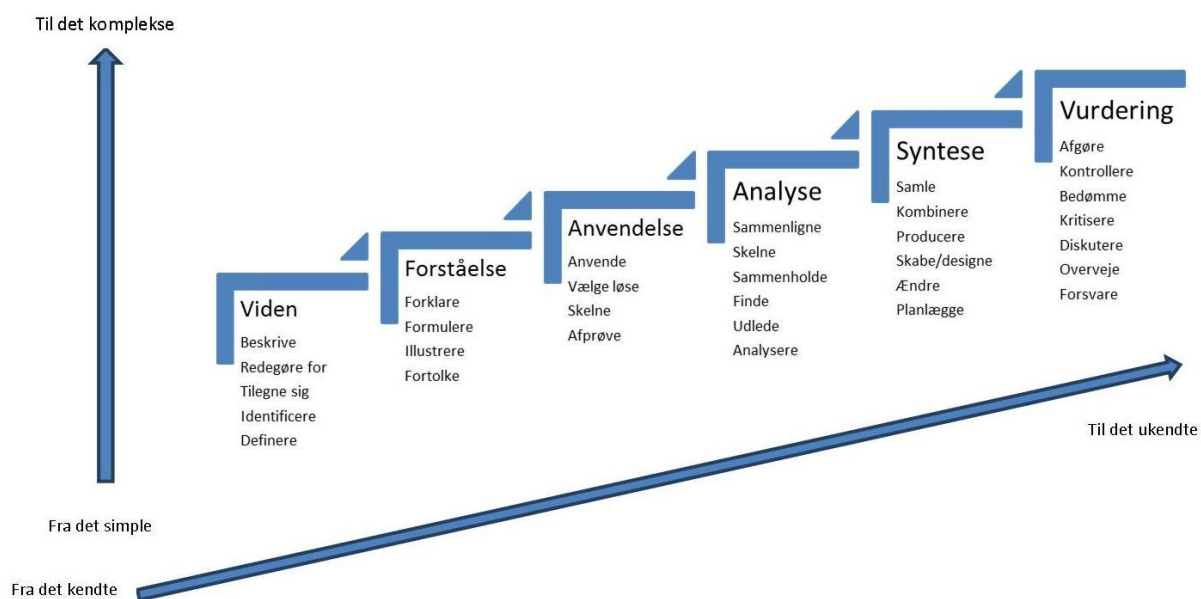 Til det komplekse
Viden
Beskrive
Redegøre for
Tilegne sig
Identificere
Definere
Forståelse
Forklare
Formulere
Illustrere
Fortolke
Anvendelse
Anvende
Vælge løse
Skelne
Afprøve
Analyse
Sammenligne
Skelne
Sammenholde
Finde
Udlede
Analysere
Syntese
Samle
Kombinere
Producere
Skabe/designe
Ændre
Planlægge
Vurdering
Afgøre
Kontrollere
Bedømme
Kritisere
Diskutere
Overveje
Forsvare
Til det ukendte
Fra det simple
Fra det kendte